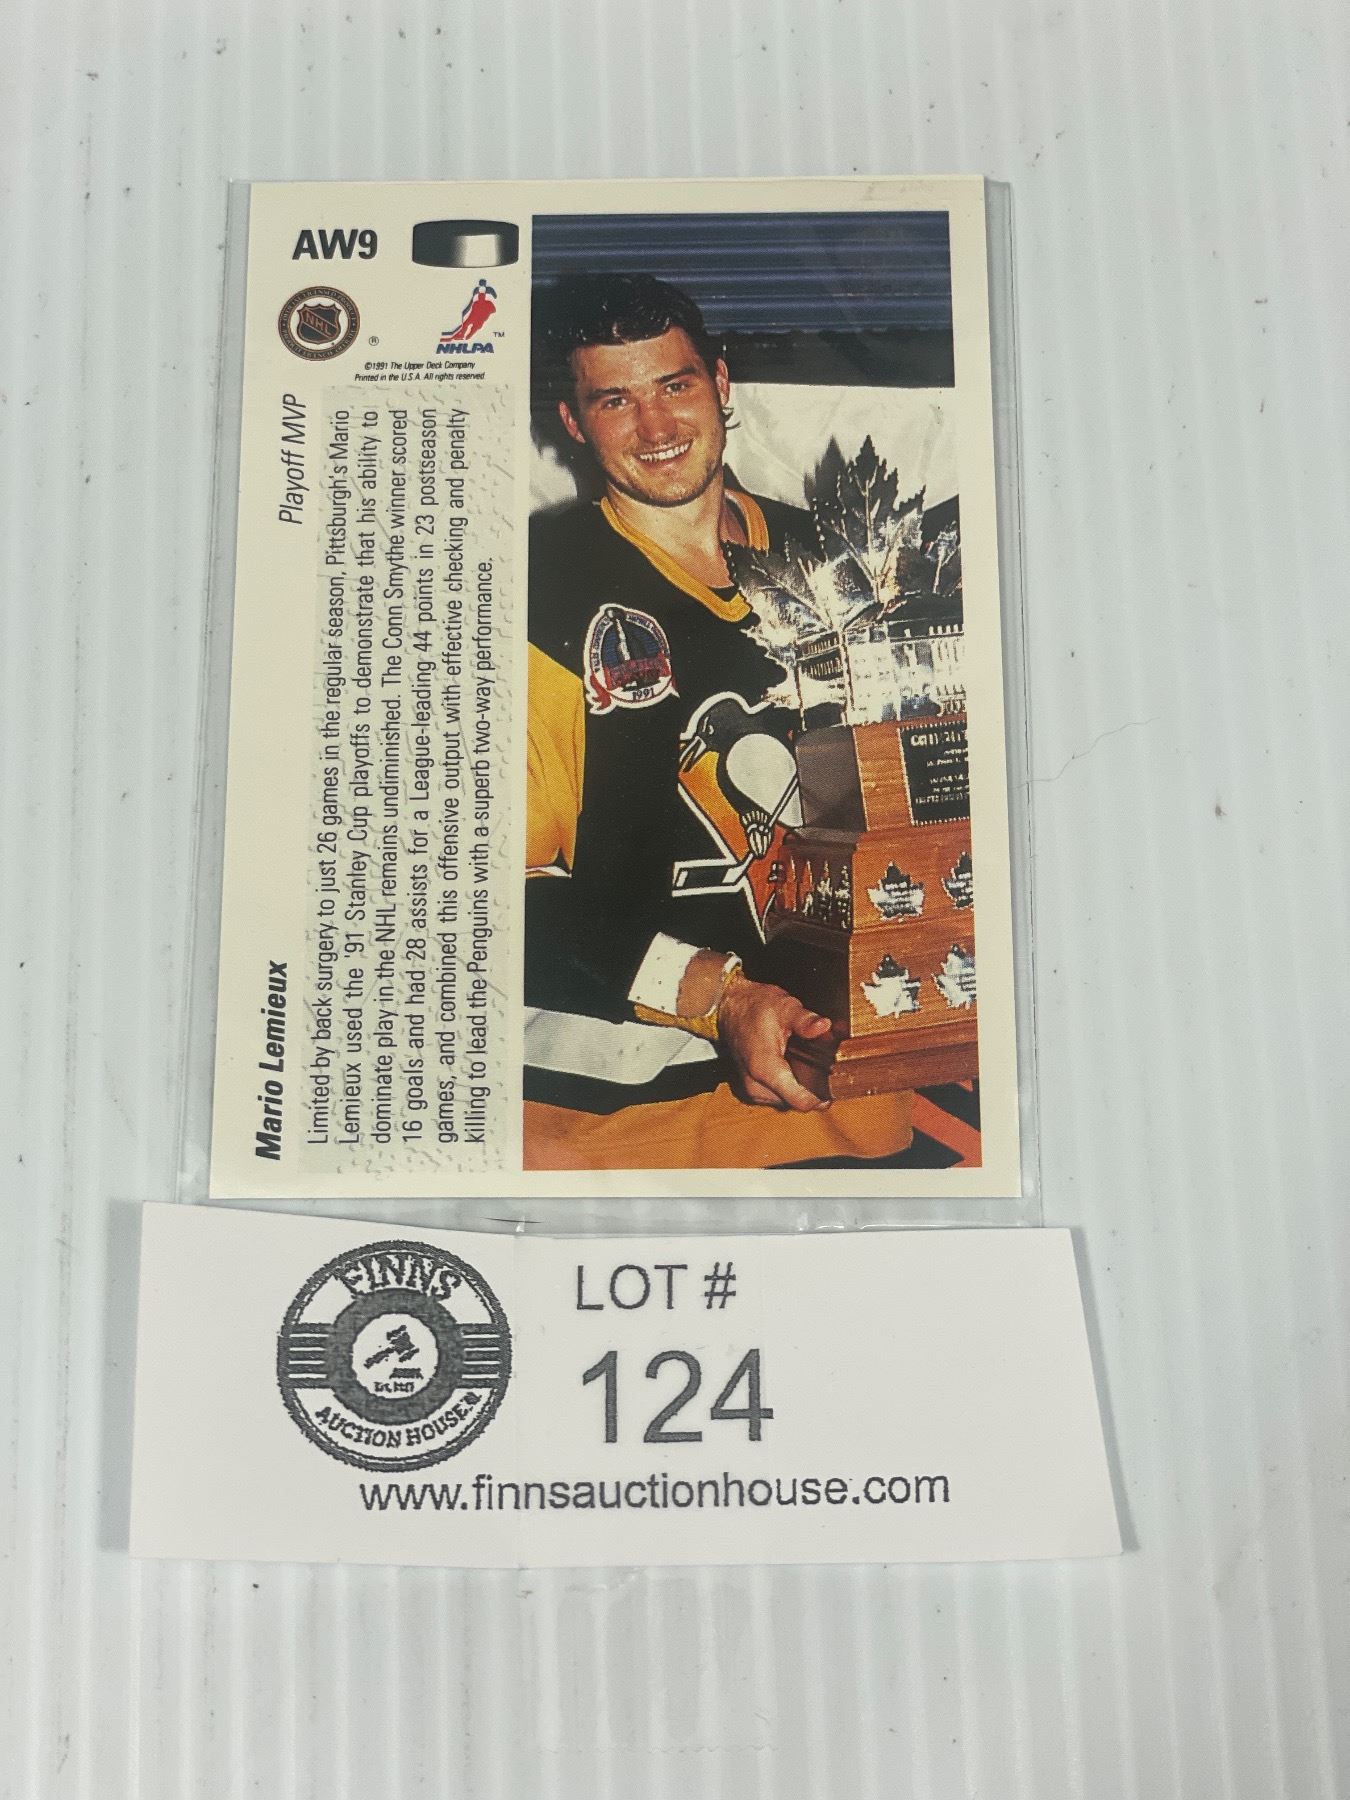 AW9
NHL
®
NHLPA
™
©1991 The Upper Deck Company
Printed in the U.S.A. All rights reserved
Mario Lemieux
Playoff MVP
Limited by back surgery to just 26 games in the regular season, Pittsburgh's Mario
Lemieux used the '91 Stanley Cup playoffs to demonstrate that his ability to
dominate play in the NHL remains undiminished. The Conn Smythe winner scored
16 goals and had 28 assists for a League-leading 44 points in 23 postseason
games, and combined this offensive output with effective checking and penalty
killing to lead the Penguins with a superb two-way performance.
1991
FINNS
AUCTION HOUSE
LOT #
124
www.finnsauctionhouse.com